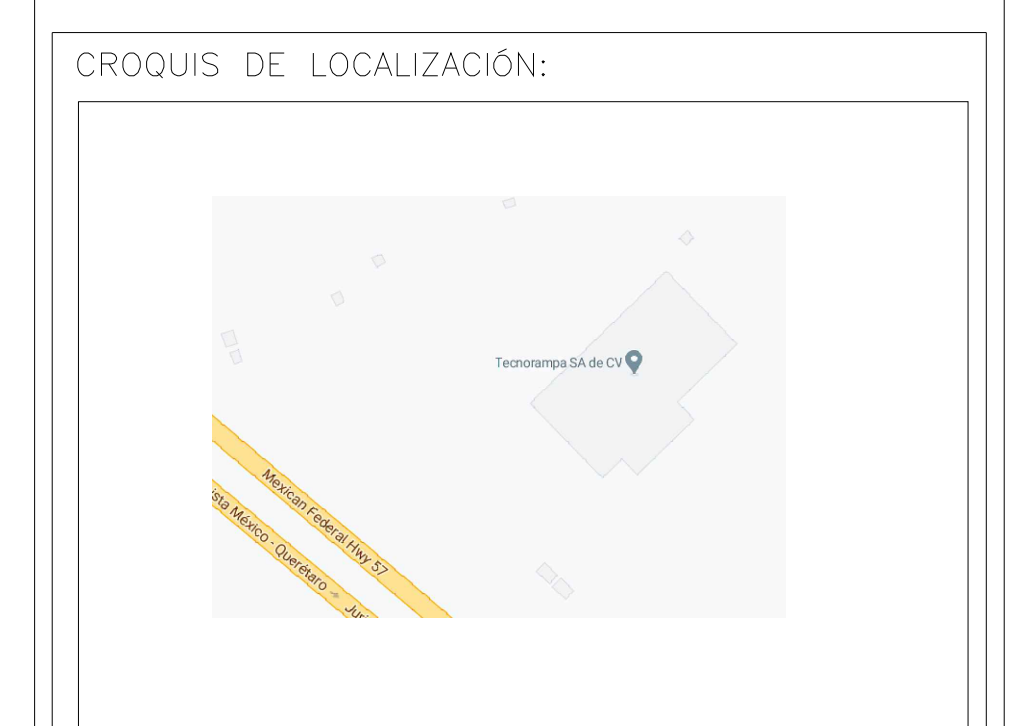 CROQUIS DE LOCALIZACIÓN:
Tecnorampa SA de CV
Mexican Federal Hwy 57
ista México - Querétaro